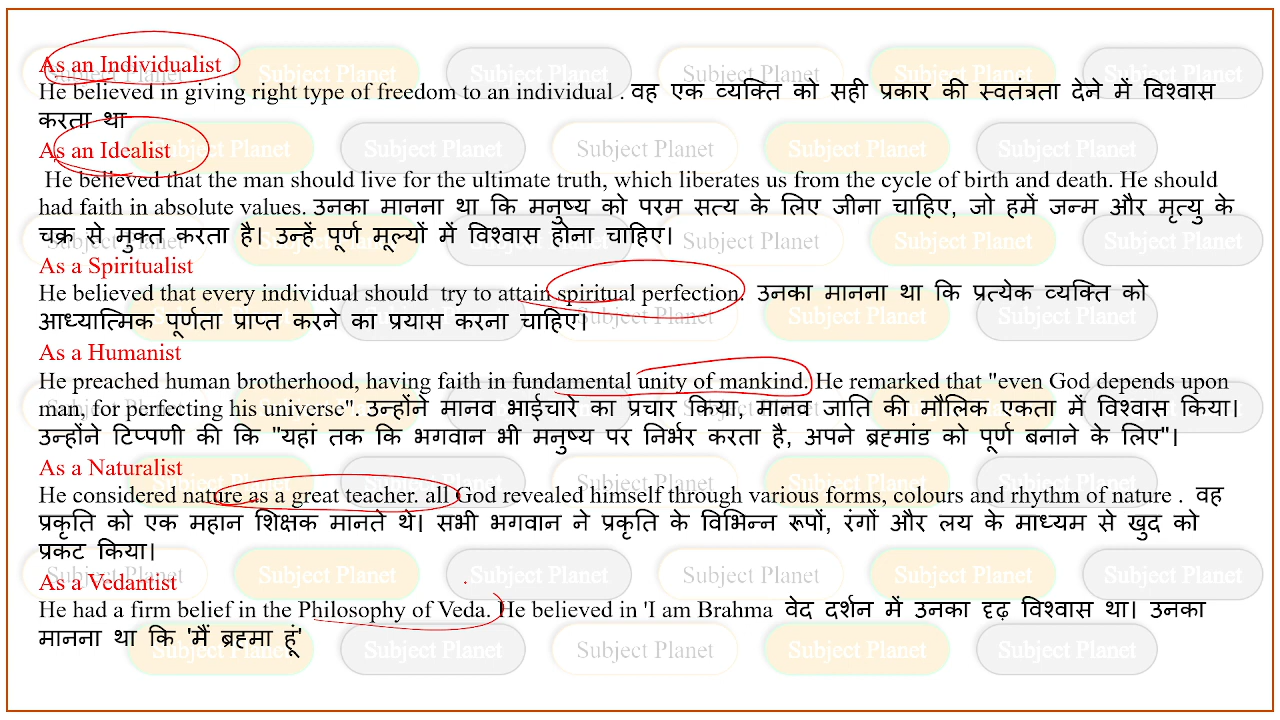 As an Individualist
He believed in giving right type of freedom to an individual . वह एक व्यक्ति को सही प्रकार की स्वतंत्रता देने में विश्वास
करता था
As an Idealist
He believed that the man should live for the ultimate truth, which liberates us from the cycle of birth and death. He should
had faith in absolute values. उनका मानना था कि मनुष्य को परम सत्य के लिए जीना चाहिए, जो हमें जन्म और मृत्यु के
चक्र से मुक्त करता है। उन्हें पूर्ण मूल्यों में विश्वास होना चाहिए।
As a Spiritualist
He believed that every individual should try to attain spiritual perfection. उनका मानना था कि प्रत्येक व्यक्ति को
आध्यात्मिक पूर्णता प्राप्त करने का प्रयास करना चाहिए।
As a Humanist
He preached human brotherhood, having faith in fundamental unity of mankind. He remarked that "even God depends upon
man, for perfecting his universe". उन्होंने मानव भाईचारे का प्रचार किया, मानव जाति की मौलिक एकता में विश्वास किया।
उन्होंने टिप्पणी की कि "यहां तक कि भगवान भी मनुष्य पर निर्भर करता है, अपने ब्रह्मांड को पूर्ण बनाने के लिए"।
As a Naturalist
He considered nature as a great teacher. all God revealed himself through various forms, colours and rhythm of nature . वह
प्रकृति को एक महान शिक्षक मानते थे। सभी भगवान ने प्रकृति के विभिन्न रूपों, रंगों और लय के माध्यम से खुद को
प्रकट किया।
As a Vedantist
He had a firm belief in the Philosophy of Veda. He believed in 'I am Brahma वेद दर्शन में उनका दृढ़ विश्वास था। उनका
मानना था कि 'मैं ब्रह्मा हूं'